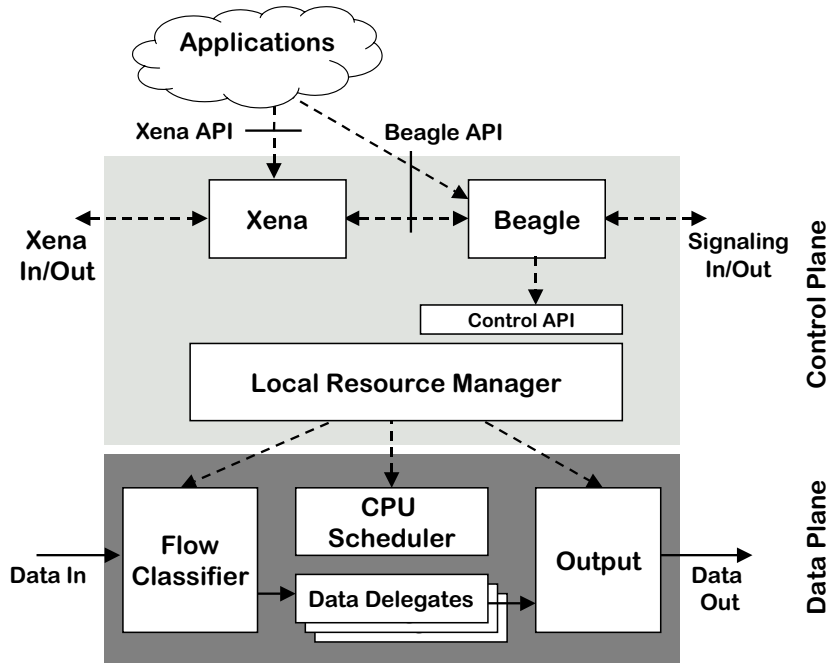 Applications
Xena API
Beagle API
Xena
Beagle
Xena
In/Out
Signaling
In/Out
Control API
Local Resource Manager
Control Plane
CPU
Scheduler
Flow
Classifier
Output
Data In
Data Delegates
Data
Out
Data Plane